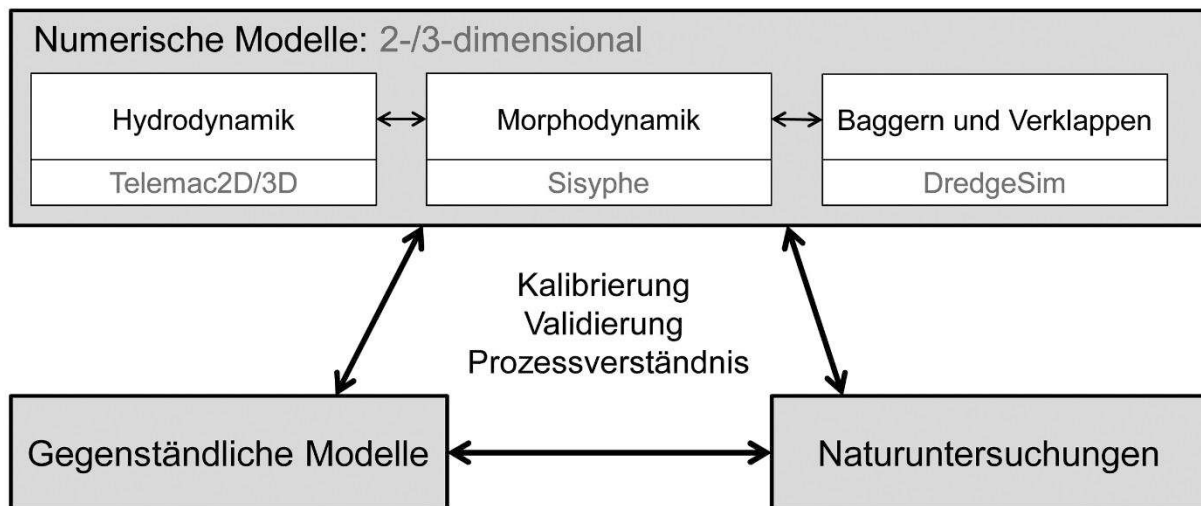 Numerische Modelle: 2-/3-dimensional
Hydrodynamik
Telemac2D/3D
Morphodynamik
Sisyphe
Baggern und Verklappen
DredgeSim
Kalibrierung
Validierung
Prozessverständnis
Gegenständliche Modelle
Naturuntersuchungen